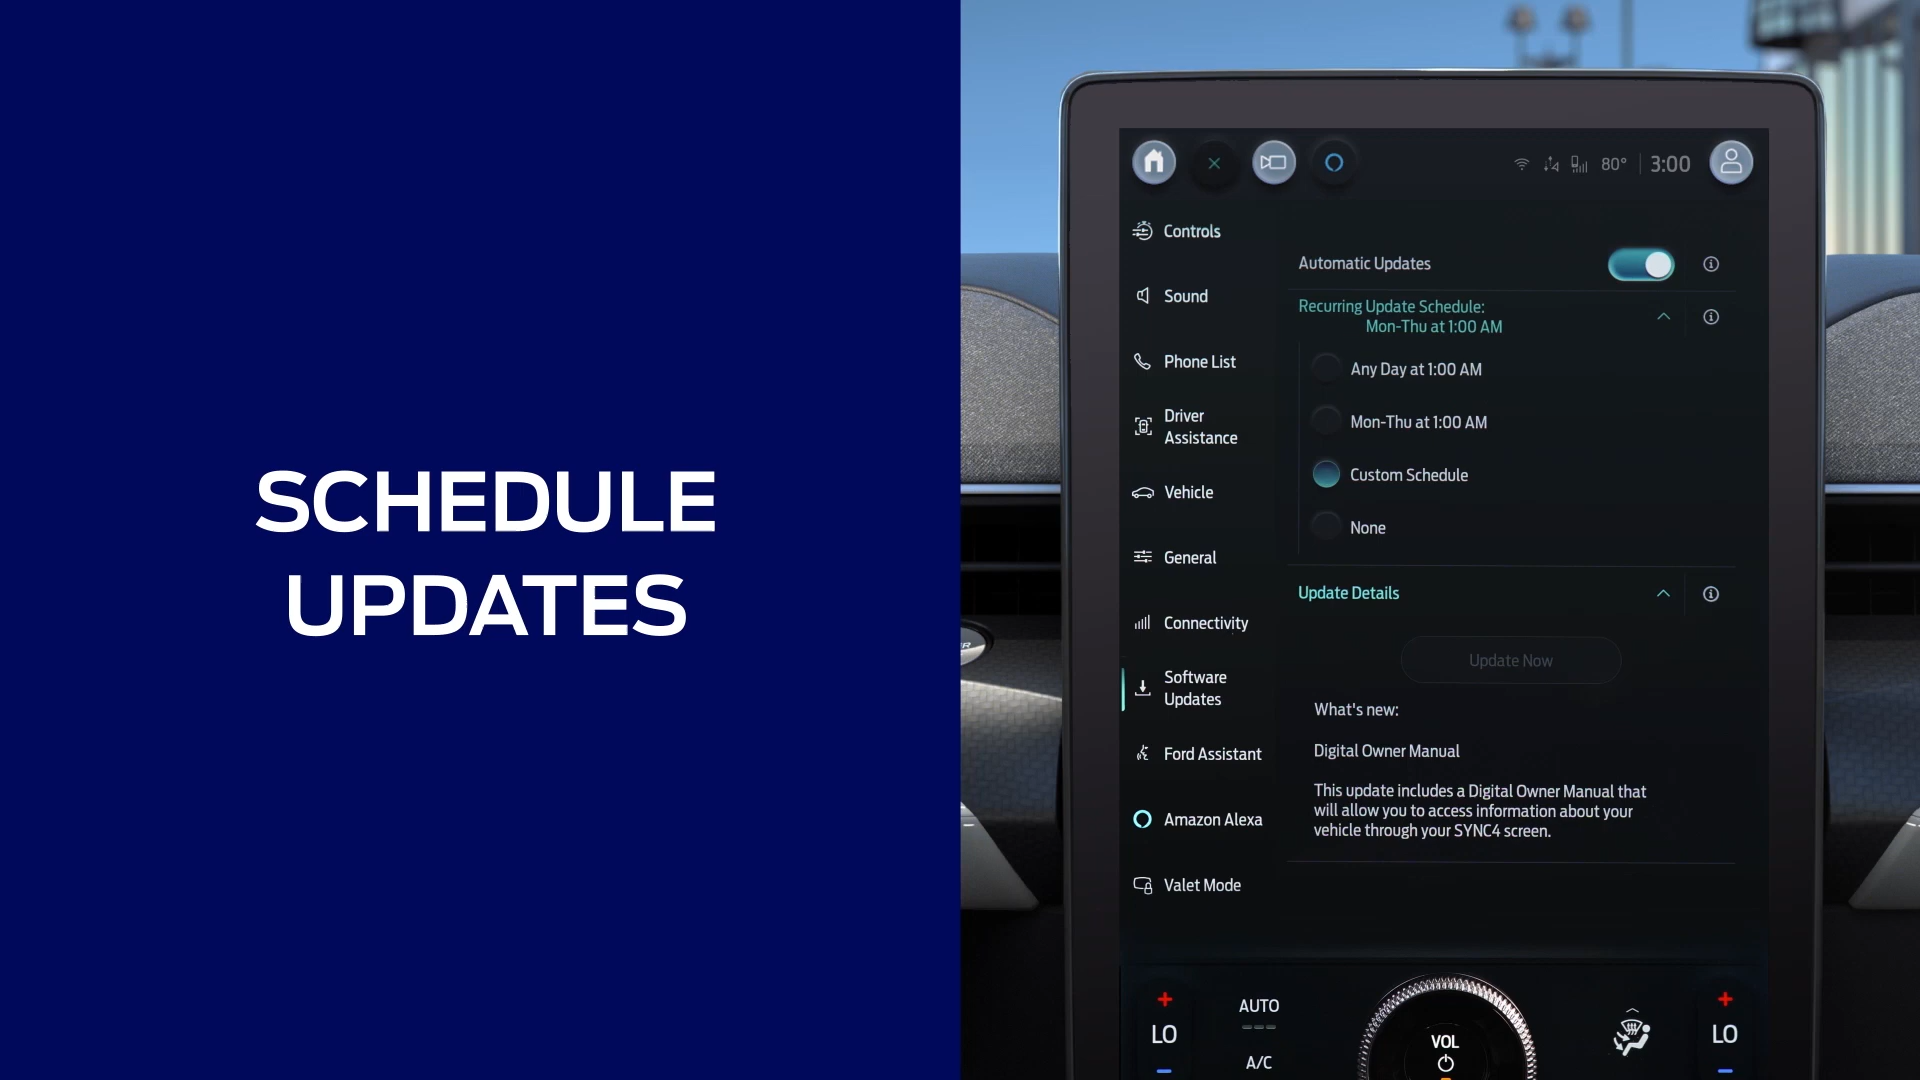 SCHEDULE
UPDATES
80° 3:00
Controls
Sound
Phone List
Driver
Assistance
Vehicle
General
Connectivity
Software
Updates
Ford Assistant
Amazon Alexa
Valet Mode
Automatic Updates
Recurring Update Schedule:
Mon-Thu at 1:00 AM
Any Day at 1:00 AM
Mon-Thu at 1:00 AM
Custom Schedule
None
Update Details
Update Now
What's new:
Digital Owner Manual
This update includes a Digital Owner Manual that
will allow you to access information about your
vehicle through your SYNC4 screen.
LO
AUTO
A/C
VOL
LO